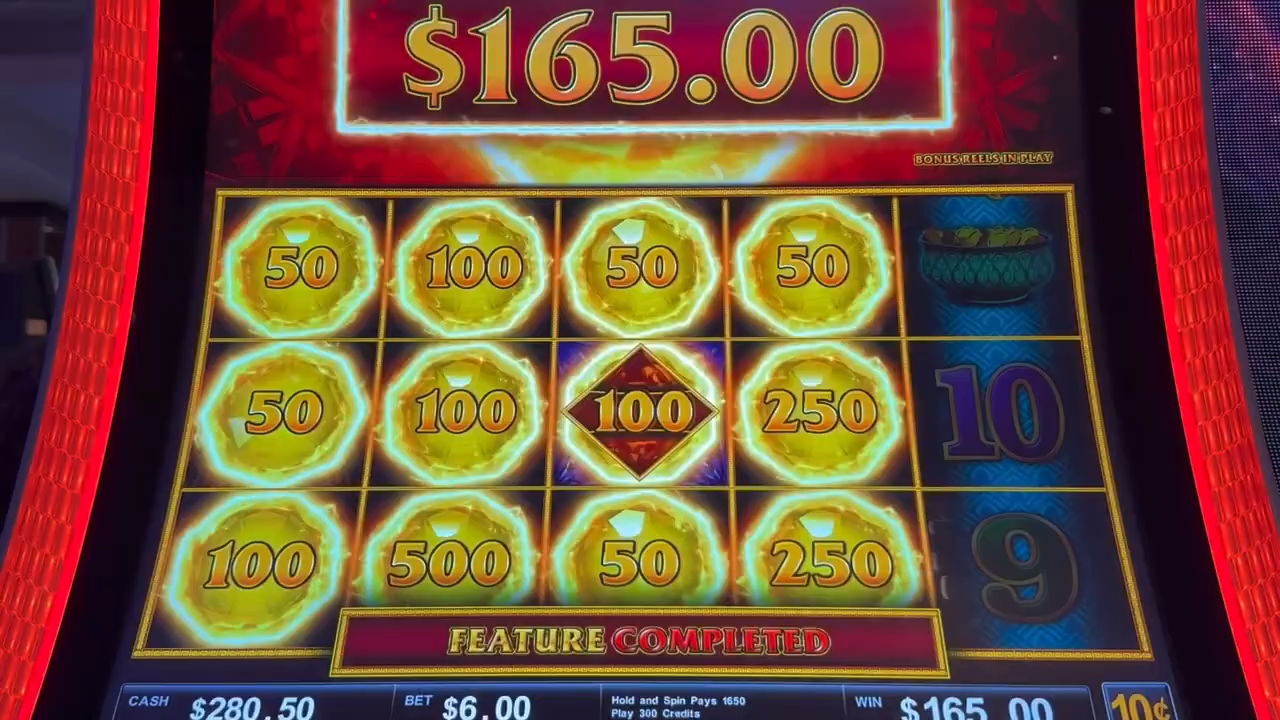 $165.00
BONUS REELS IN PLAY
50 100 50 50
50 100 100 250 10
100 500 50 250 9
FEATURE COMPLETED
CASH $280.50 BET $6.00 Hold and Spin Pays 1650 WIN $165.00 10¢
Play 300 Credits